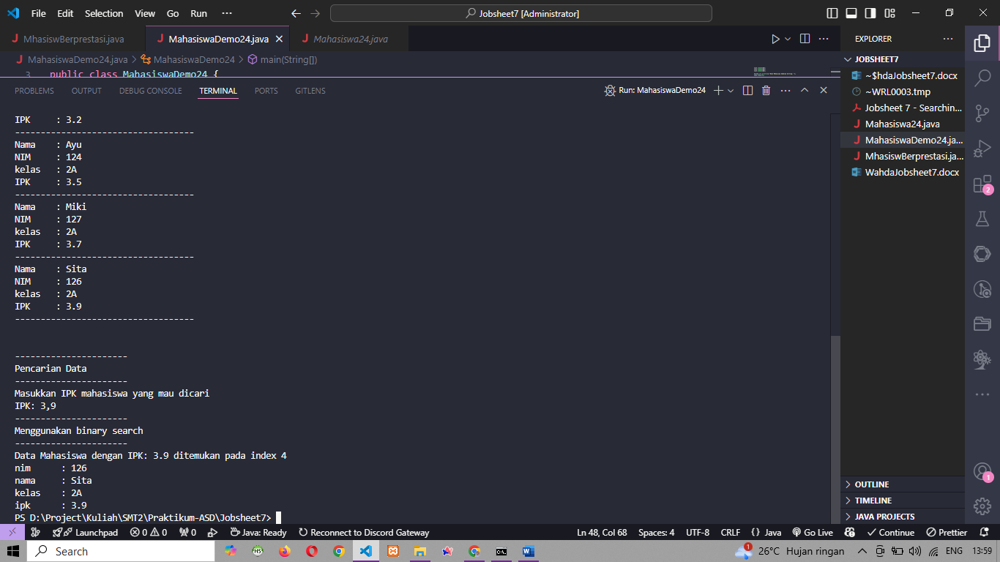 File Edit Selection View Go Run ···
Jobsheet7 [Administrator]
MhasiswBerprestasi.java
MahasiswaDemo24.java
Mahasiswa24.java
MahasiswaDemo24.java > MahasiswaDemo24 > main(String[])
3 public class MahasiswaDemo24 {
PROBLEMS OUTPUT DEBUG CONSOLE TERMINAL PORTS GITLENS
Run: MahasiswaDemo24
IPK : 3.2
-----------------------------------
Nama : Ayu
NIM : 124
kelas : 2A
IPK : 3.5
-----------------------------------
Nama : Miki
NIM : 127
kelas : 2A
IPK : 3.7
-----------------------------------
Nama : Sita
NIM : 126
kelas : 2A
IPK : 3.9
-----------------------------------
----------------------
Pencarian Data
----------------------
Masukkan IPK mahasiswa yang mau dicari
IPK: 3,9
----------------------
Menggunakan binary search
----------------------
Data Mahasiswa dengan IPK: 3.9 ditemukan pada index 4
nim : 126
nama : Sita
kelas : 2A
ipk : 3.9
PS D:\Project\Kuliah\SMT2\Praktikum-ASD\Jobsheet7>
EXPLORER
JOBSHEET7
~$hdaJobsheet7.docx
~WRL0003.tmp
Jobsheet 7 - Searchin...
Mahasiswa24.java
MahasiswaDemo24.ja...
MhasiswBerprestasi.ja...
WahdaJobsheet7.docx
OUTLINE
TIMELINE
JAVA PROJECTS
2
1
Launchpad 0 0 0 Java: Ready Reconnect to Discord Gateway Ln 48, Col 68 Spaces: 4 UTF-8 CRLF {} Java Go Live Continue Prettier
Search
1 26°C Hujan ringan ENG 13:59